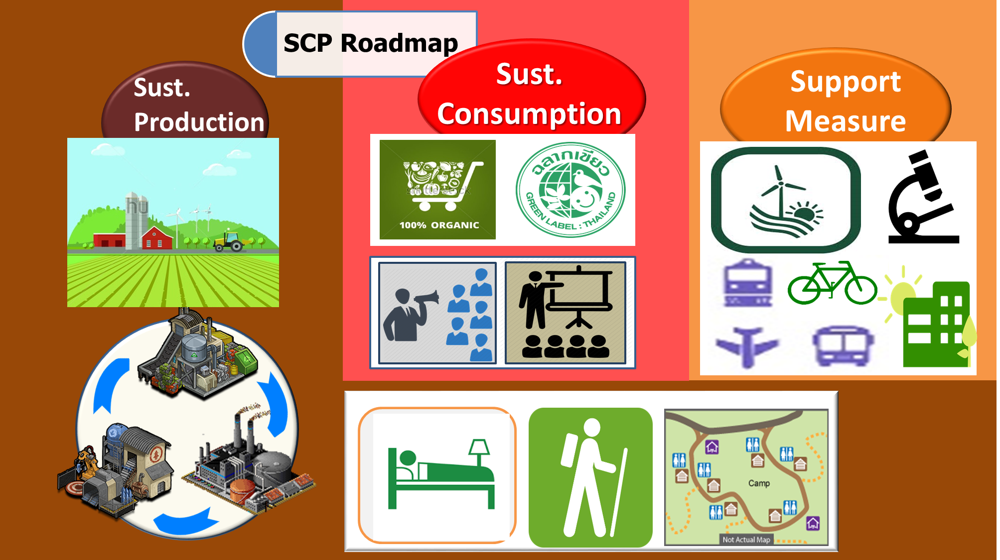 SCP Roadmap
Sust.
Production
Sust.
Consumption
Support
Measure
shutterstock
100% ORGANIC
ฉลากเขียว
GREEN LABEL : THAILAND
Camp
Not Actual Map